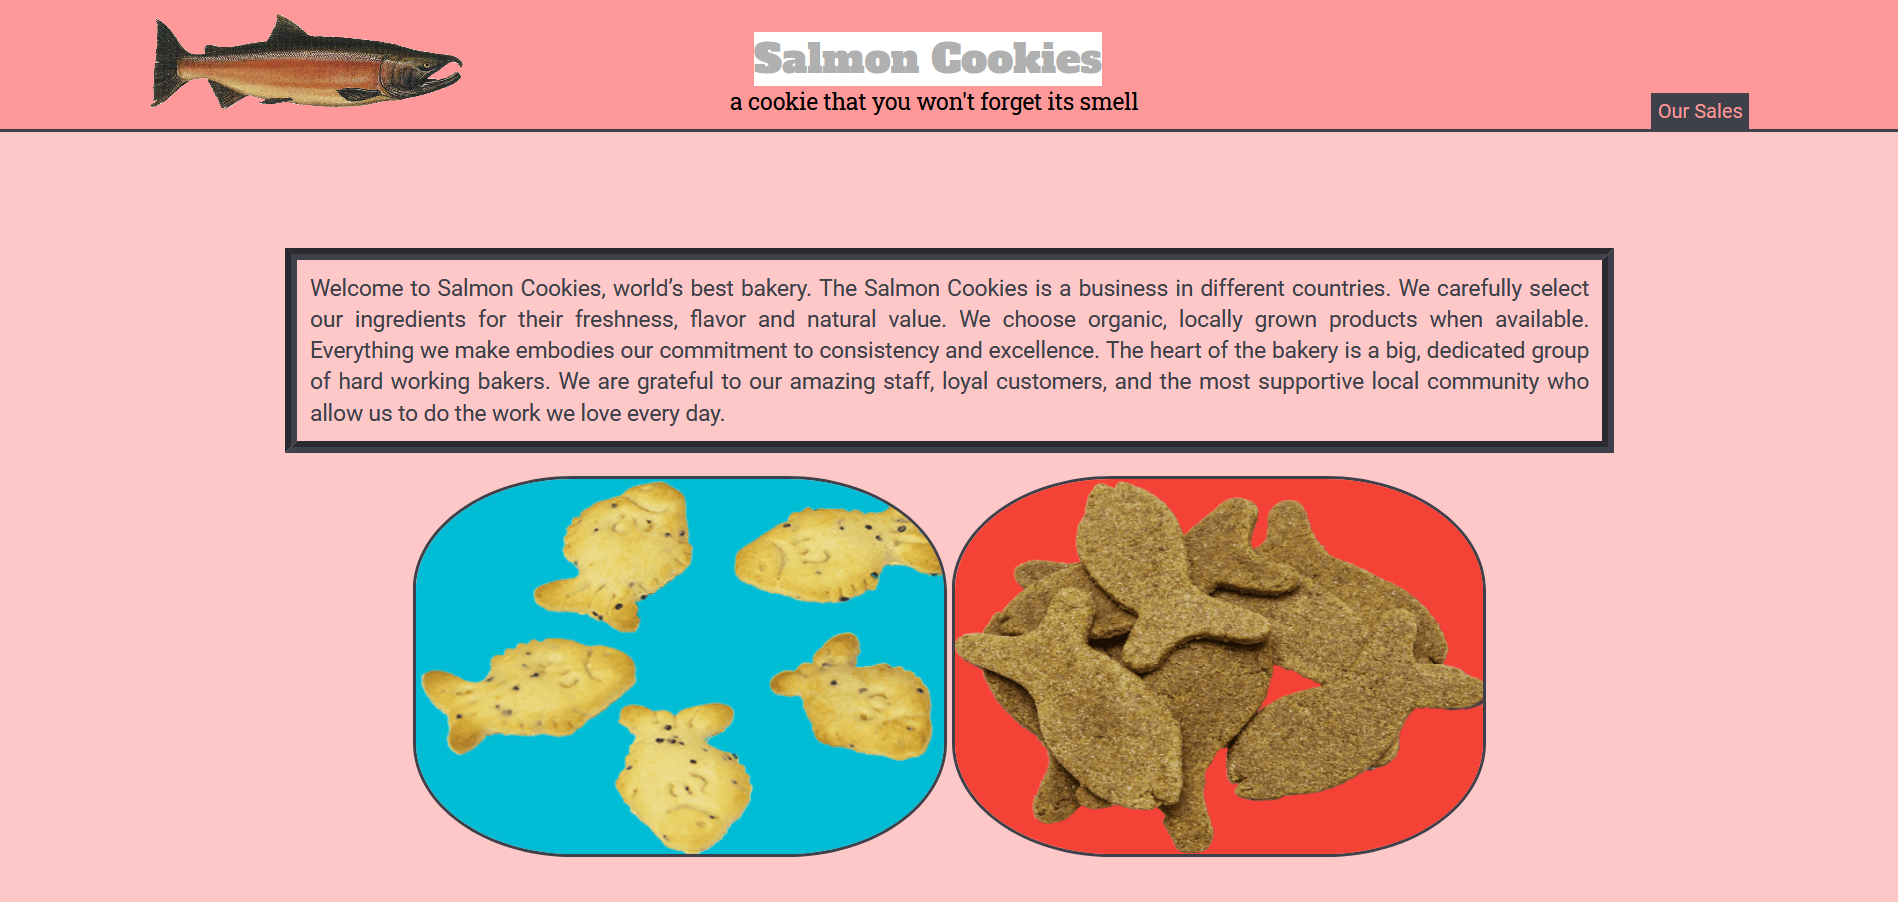 Salmon Cookies
a cookie that you won't forget its smell
Our Sales
Welcome to Salmon Cookies, world’s best bakery. The Salmon Cookies is a business in different countries. We carefully select
our ingredients for their freshness, flavor and natural value. We choose organic, locally grown products when available.
Everything we make embodies our commitment to consistency and excellence. The heart of the bakery is a big, dedicated group
of hard working bakers. We are grateful to our amazing staff, loyal customers, and the most supportive local community who
allow us to do the work we love every day.